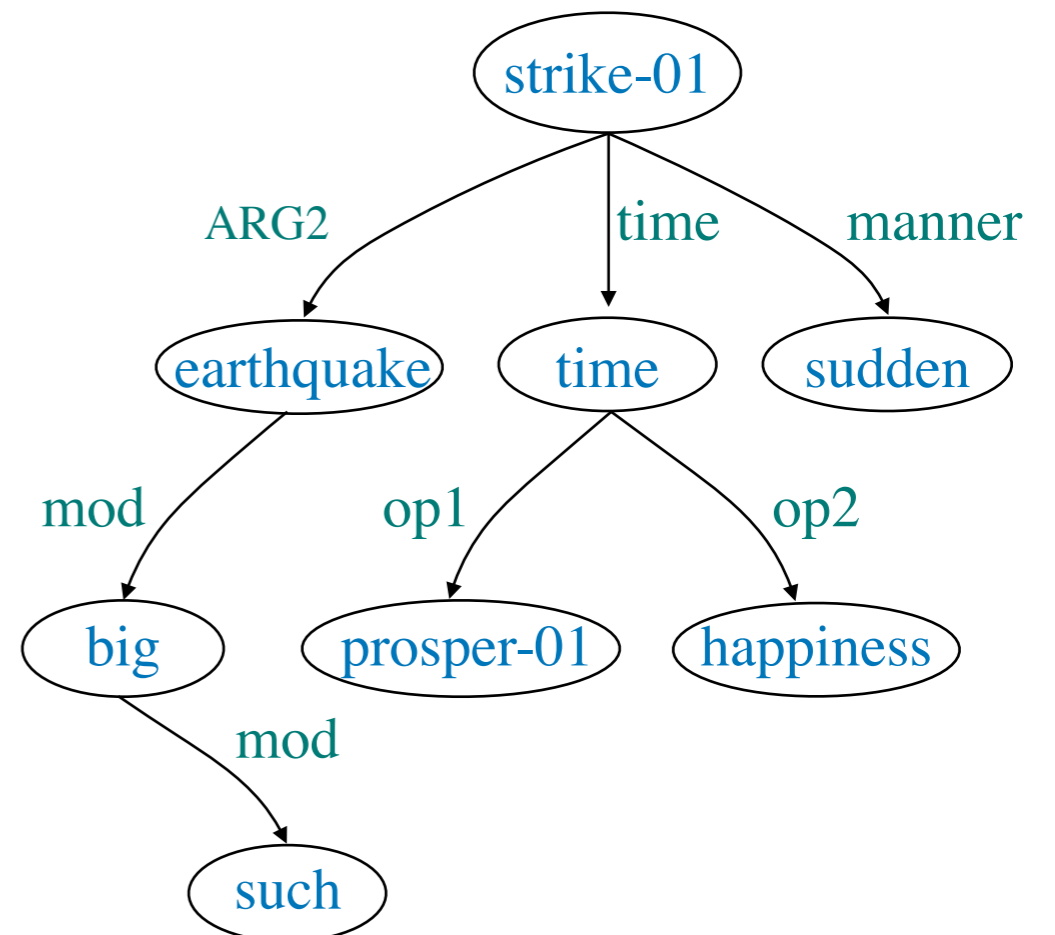 strike-01
ARG2 time manner
earthquake time sudden
mod op1 op2
big prosper-01 happiness
mod
such